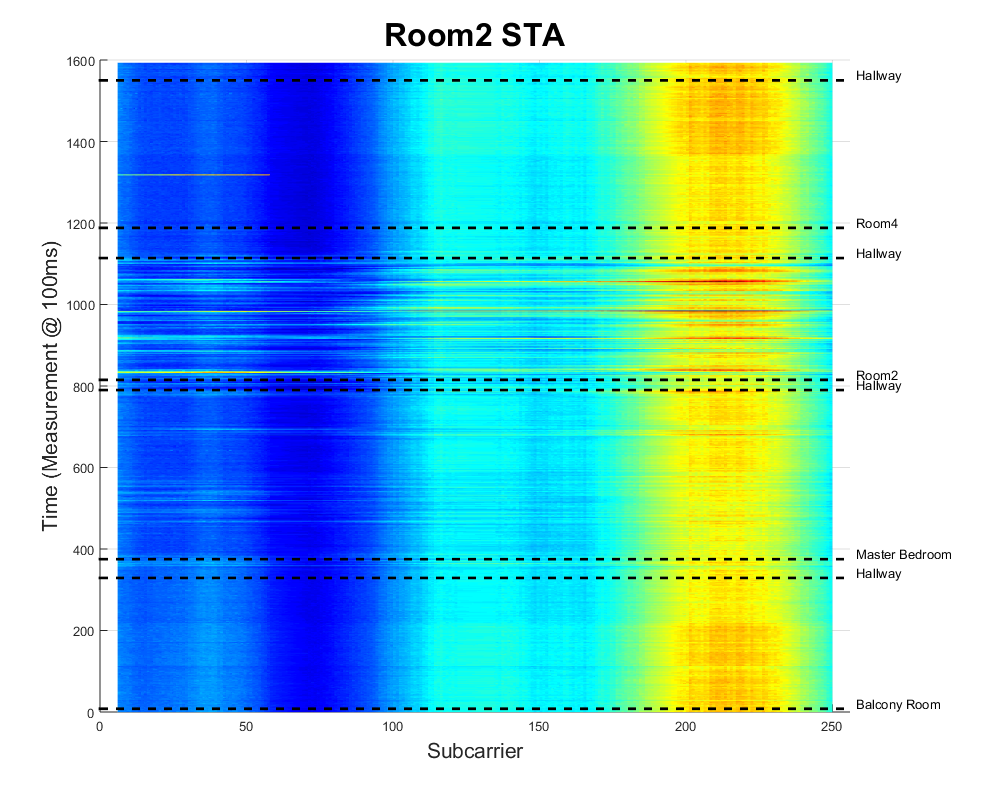 Room2 STA
Time (Measurement @ 100ms)
1600
1400
1200
1000
800
600
400
200
0
Hallway
Room4
Hallway
Room2
Hallway
Master Bedroom
Hallway
Balcony Room
0 50 100 150 200 250
Subcarrier